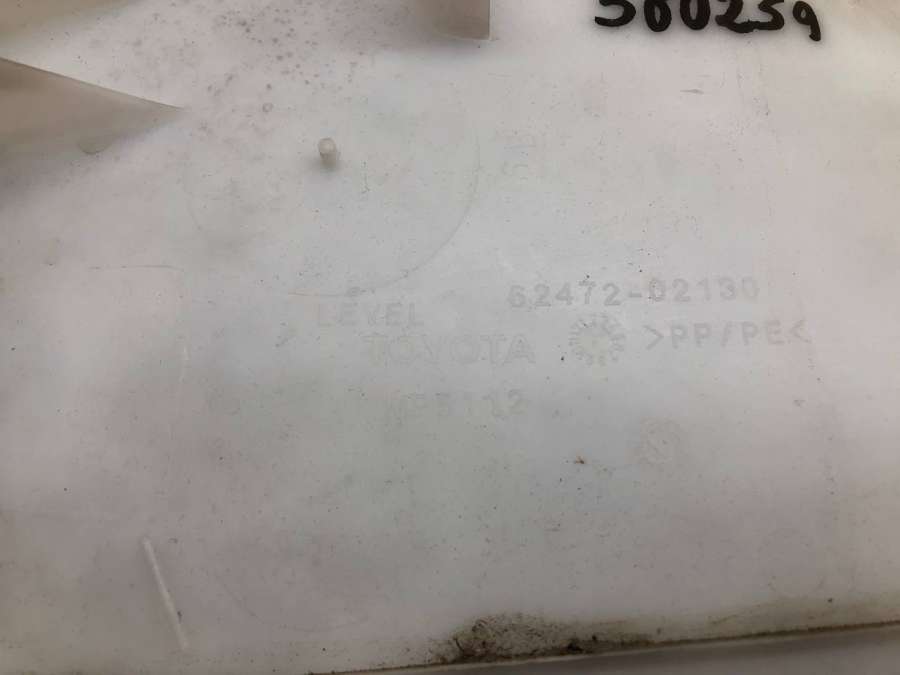 500259
62472-02130
LEVEL
>PP/PE<
TOYOTA